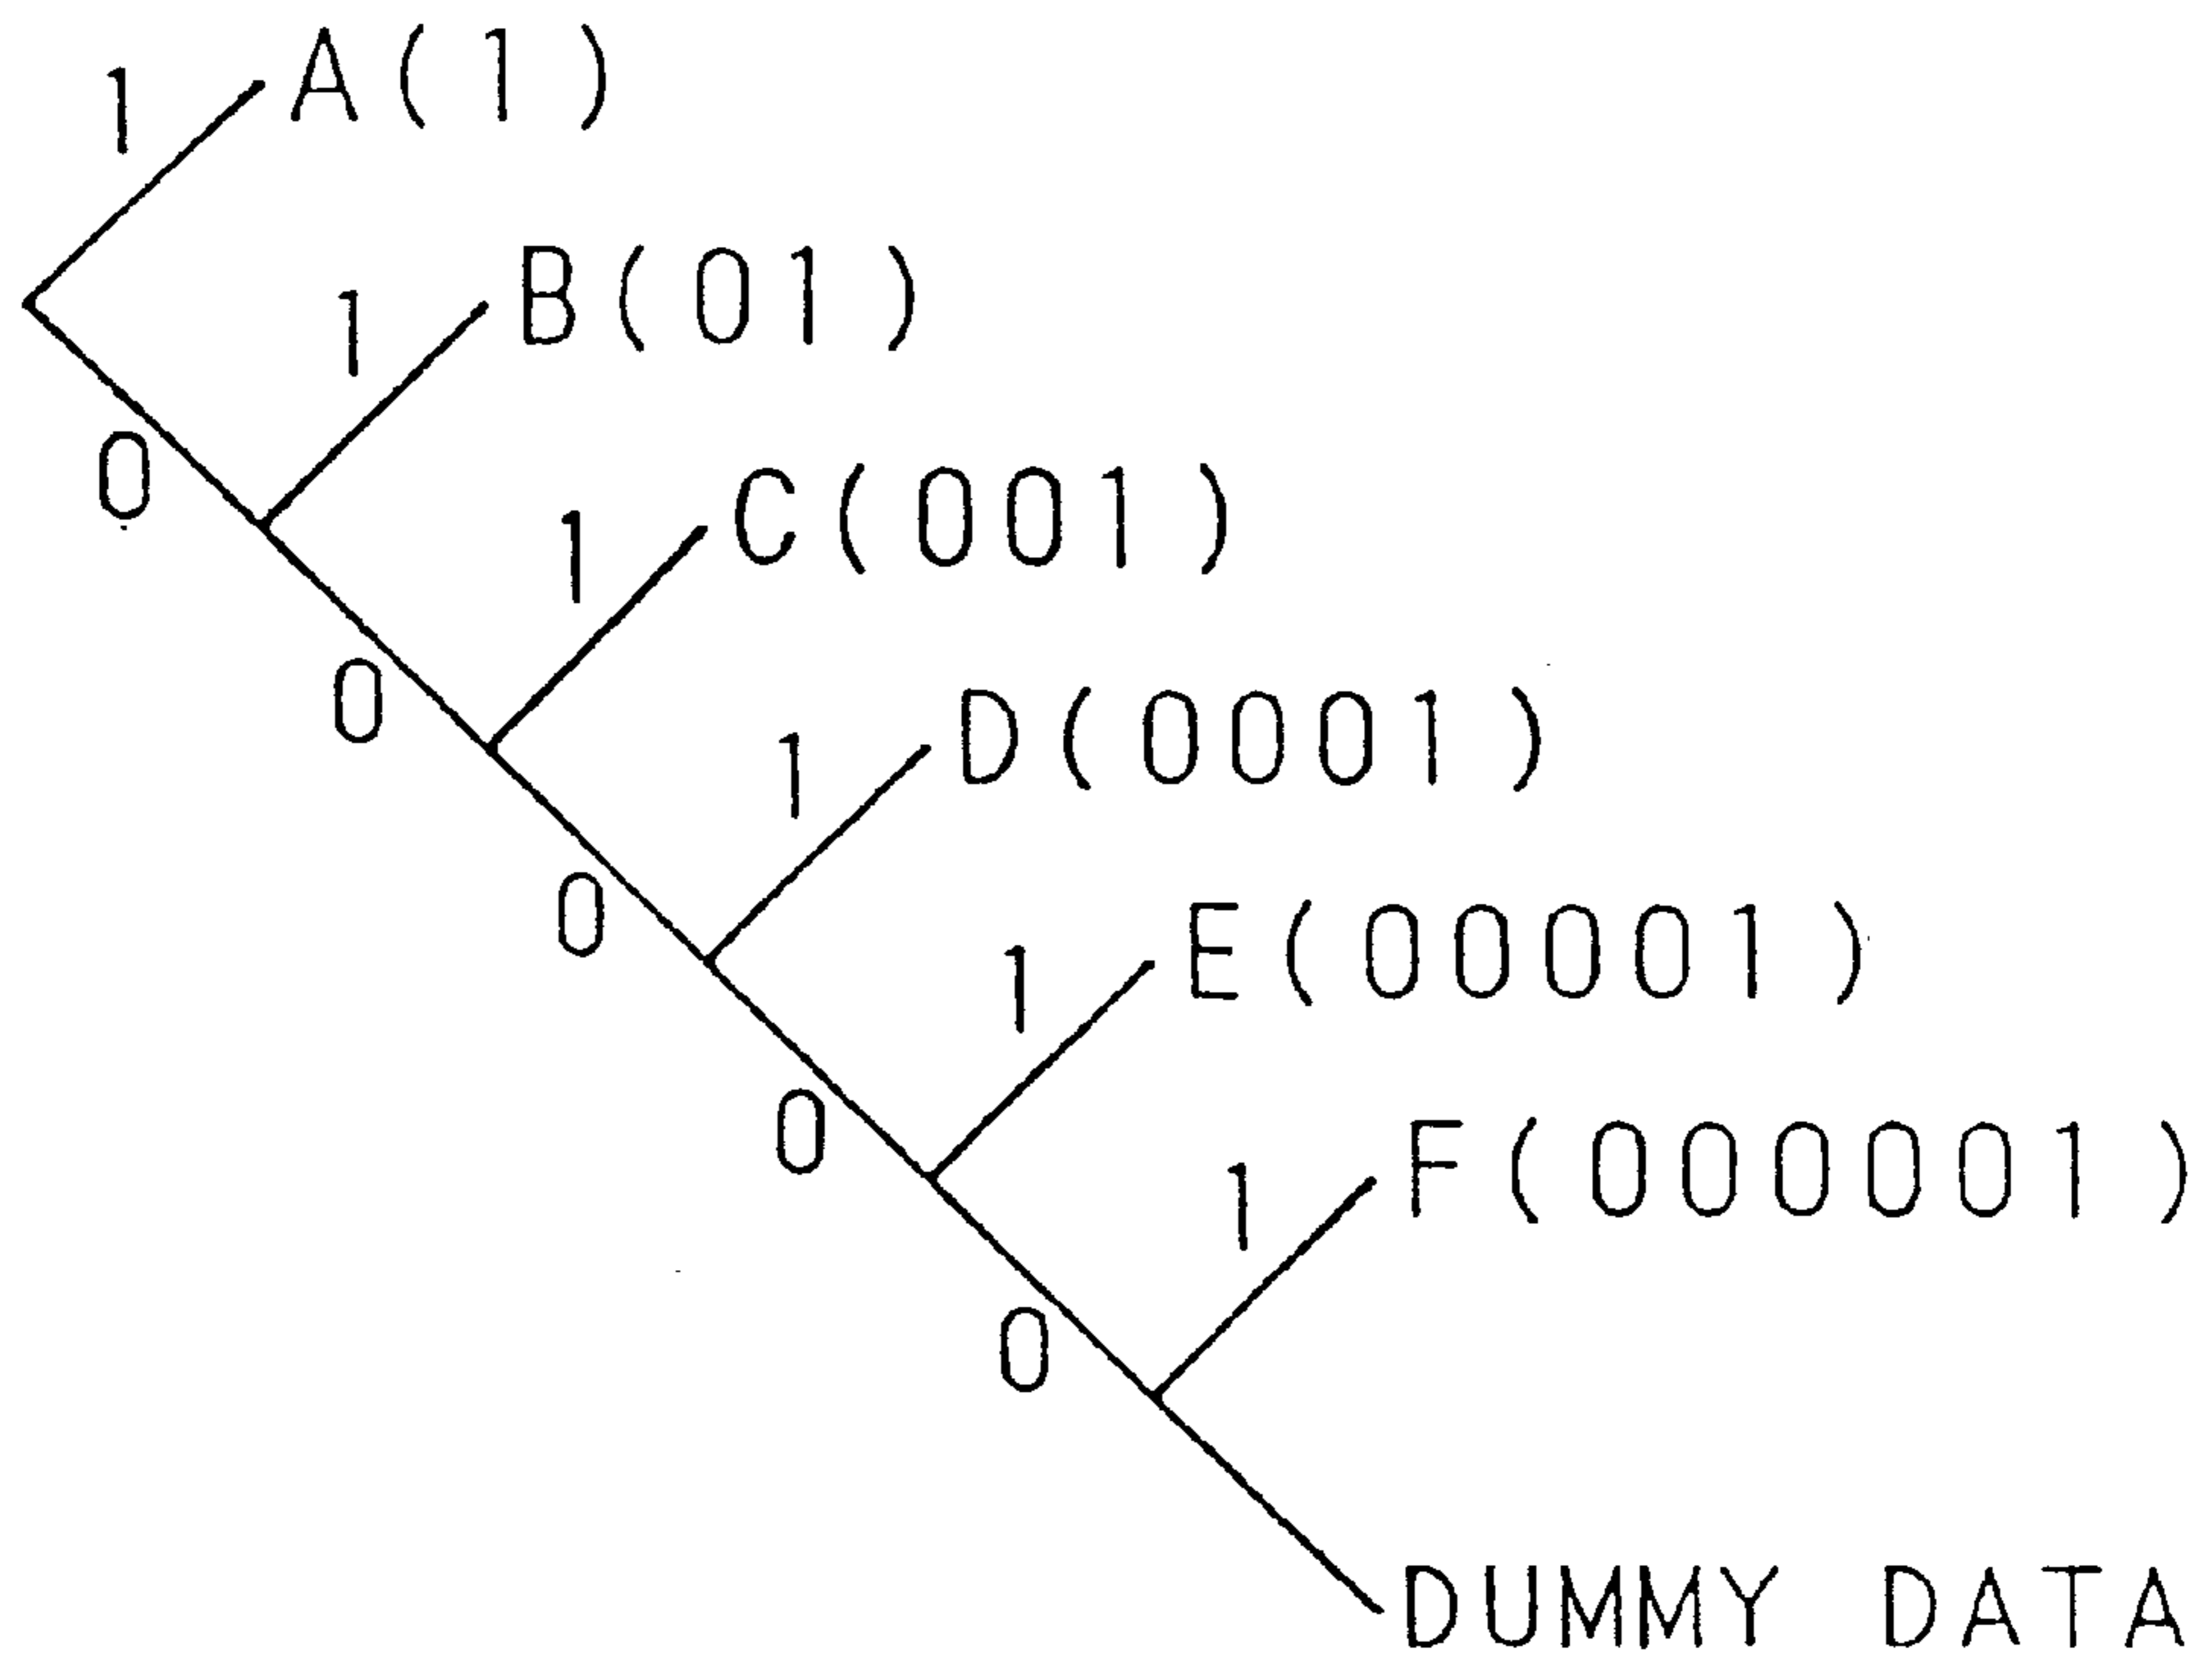 1 A(1)
1 B(01)
0
1 C(001)
0
1 D(0001)
0
1 E(00001)
0
1 F(000001)
0
DUMMY DATA